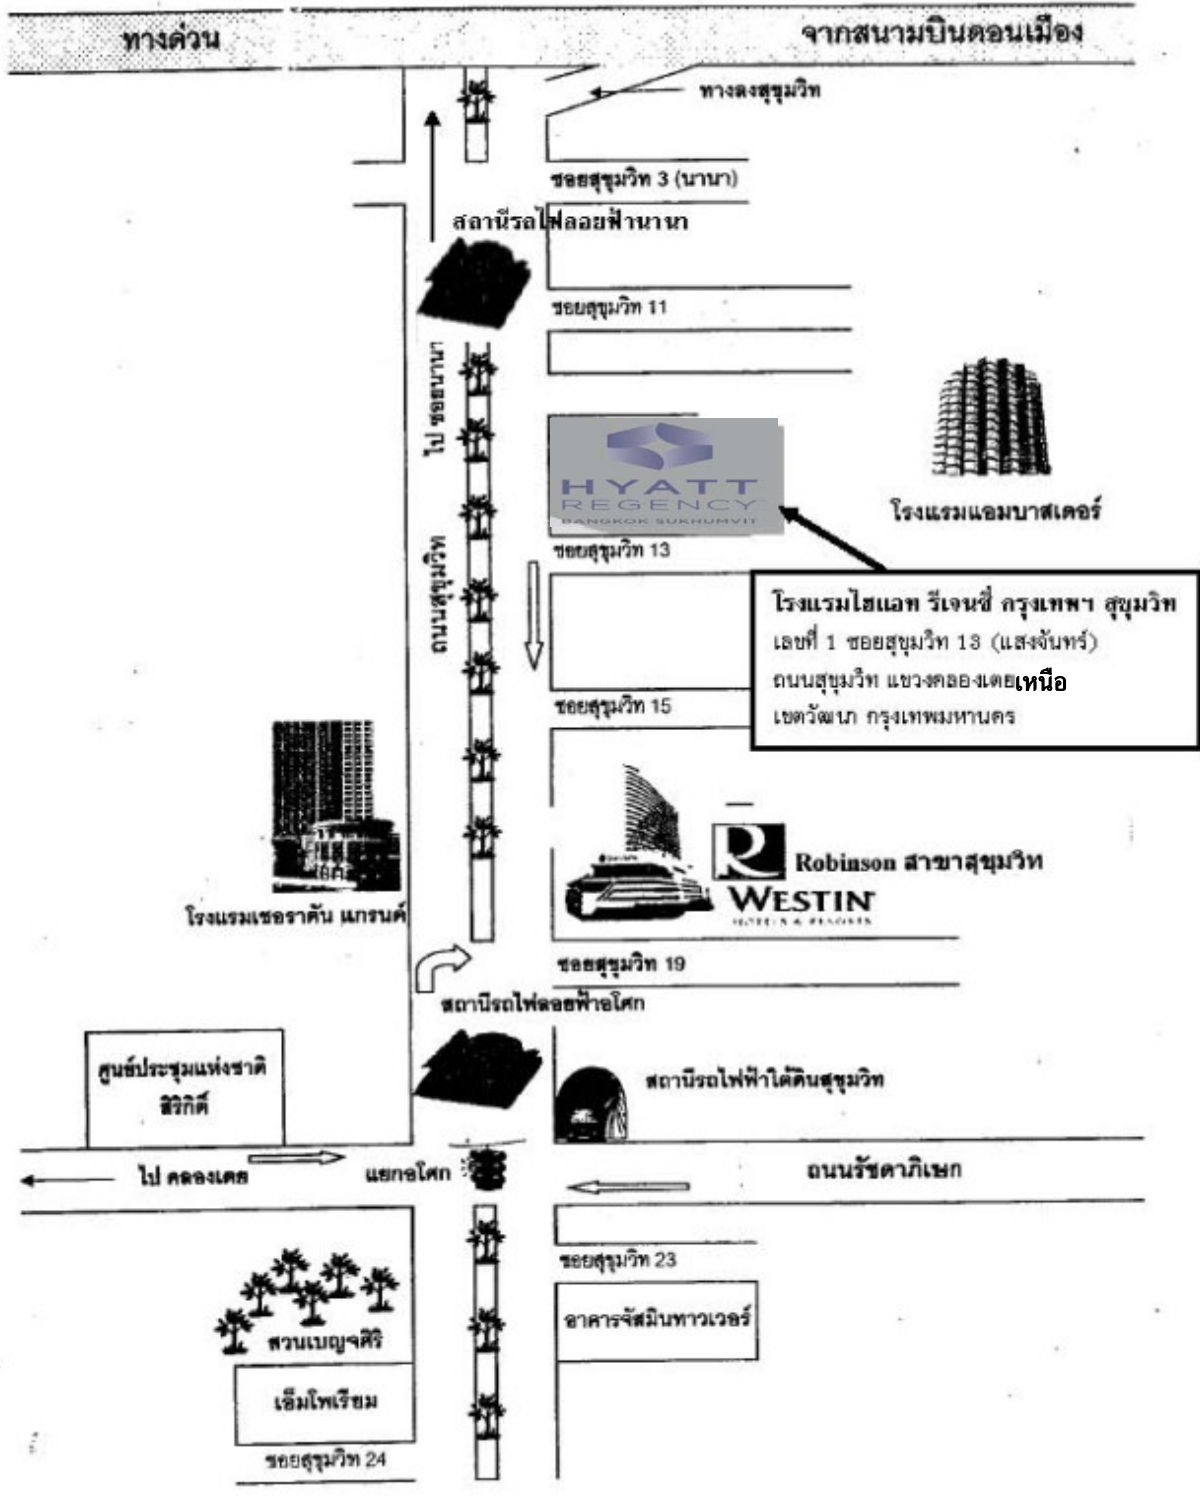 ทางด่วน
จากสนามบินดอนเมือง
ทางลงสุขุมวิท
ซอยสุขุมวิท 3 (นานา)
สถานีรถไฟลอยฟ้านานา
ซอยสุขุมวิท 11
ไป ซอยนานา
HYATT
REGENCY
BANGKOK SUKHUMVIT
โรงแรมแอมบาสเดอร์
ซอยสุขุมวิท 13
ถนนสุขุมวิท
โรงแรมไฮแอท รีเจนซี่ กรุงเทพฯ สุขุมวิท
เลขที่ 1 ซอยสุขุมวิท 13 (แสงจันทร์)
ถนนสุขุมวิท แขวงคลองเตยเหนือ
เขตวัฒนา กรุงเทพมหานคร
ซอยสุขุมวิท 15
R
Robinson สาขาสุขุมวิท
WESTIN
HOTELS & RESORTS
โรงแรมเชอราตัน แกรนด์
ซอยสุขุมวิท 19
สถานีรถไฟลอยฟ้าอโศก
ศูนย์ประชุมแห่งชาติ
สิริกิติ์
สถานีรถไฟฟ้าใต้ดินสุขุมวิท
ไป คลองเตย
แยกอโศก
ถนนรัชดาภิเษก
ซอยสุขุมวิท 23
อาคารจัสมินทาวเวอร์
สวนเบญจศิริ
เอ็มโพเรียม
ซอยสุขุมวิท 24